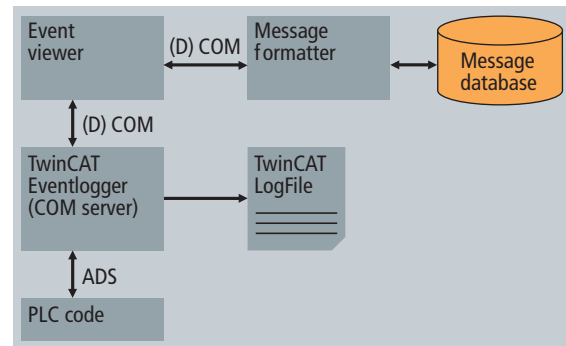 Event
viewer
(D) COM
Message
formatter
Message
database
(D) COM
TwinCAT
Eventlogger
(COM server)
TwinCAT
LogFile
ADS
PLC code